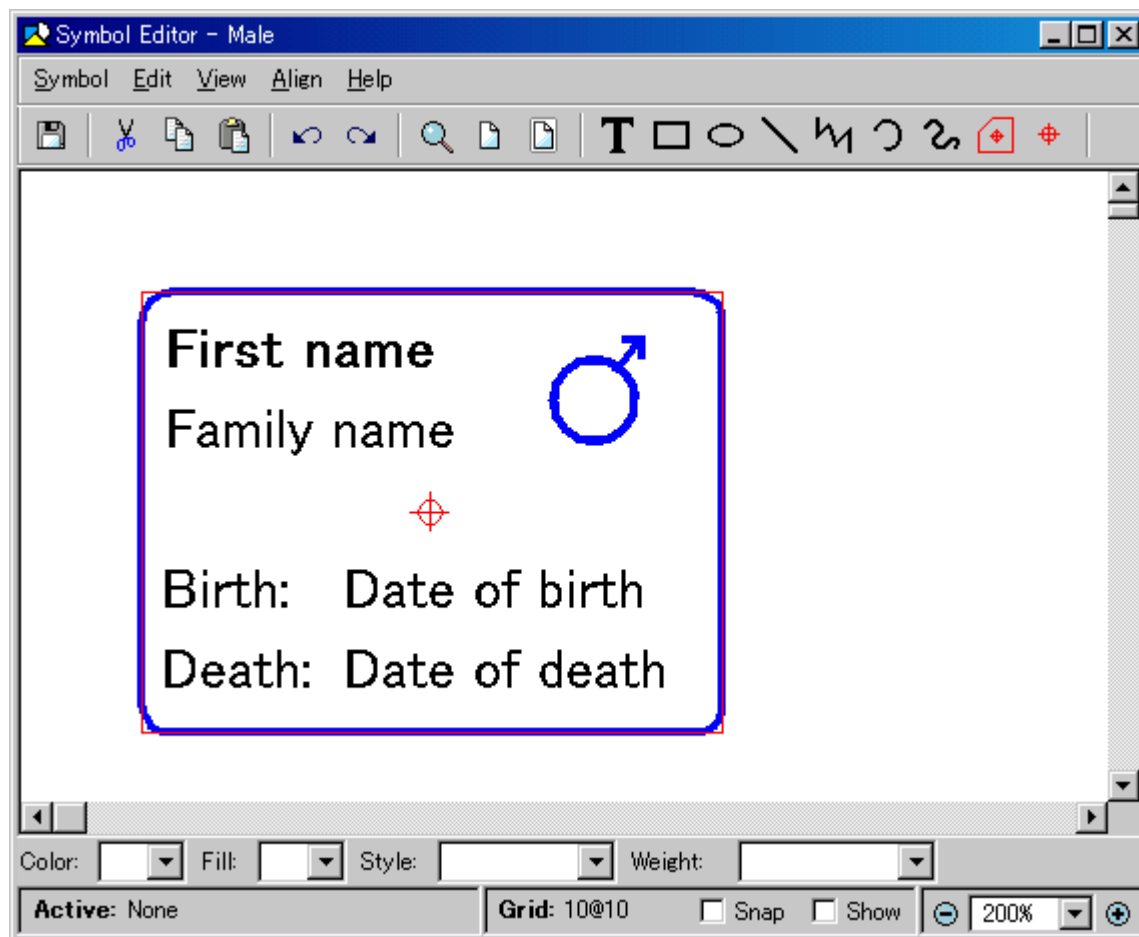 Symbol Editor - Male
Symbol Edit View Align Help
T
First name
Family name
Birth: Date of birth
Death: Date of death
Color: Fill: Style: Weight:
Active: None Grid: 10@10 Snap Show 200%